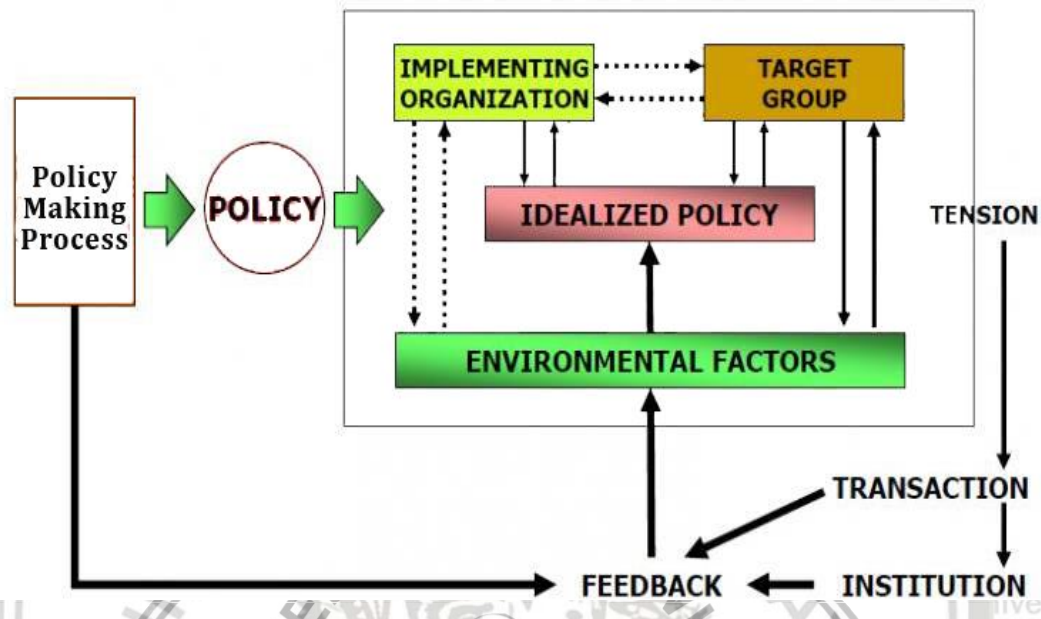 IMPLEMENTING
ORGANIZATION
TARGET
GROUP
Policy
Making
Process
POLICY
IDEALIZED POLICY
TENSION
ENVIRONMENTAL FACTORS
TRANSACTION
FEEDBACK
INSTITUTION